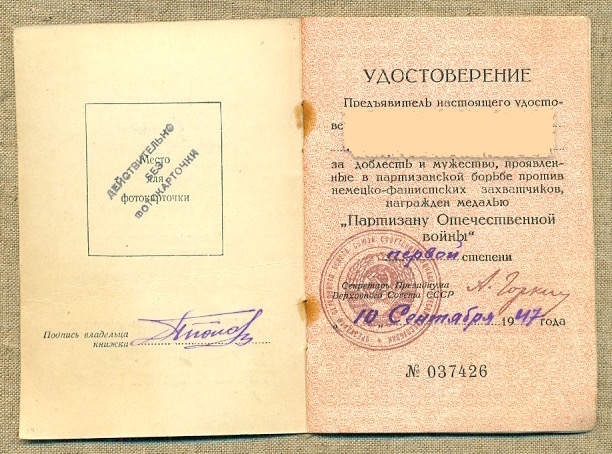 Место
для
фотокарточки
ДЕЙСТВИТЕЛЬНО
БЕЗ
ФОТОКАРТОЧКИ
Подпись владельца
книжки
УДОСТОВЕРЕНИЕ
Предъявитель настоящего удосто-
ве
за доблесть и мужество, проявлен-
ные в партизанской борьбе против
немецко-фашистских захватчиков,
награжден медалью
„Партизану Отечественной
войны“
первой степени
Секретарь Президиума
Верховного Совета СССР
А. Горкин
„10“ Сентября 1947 года
№ 037426